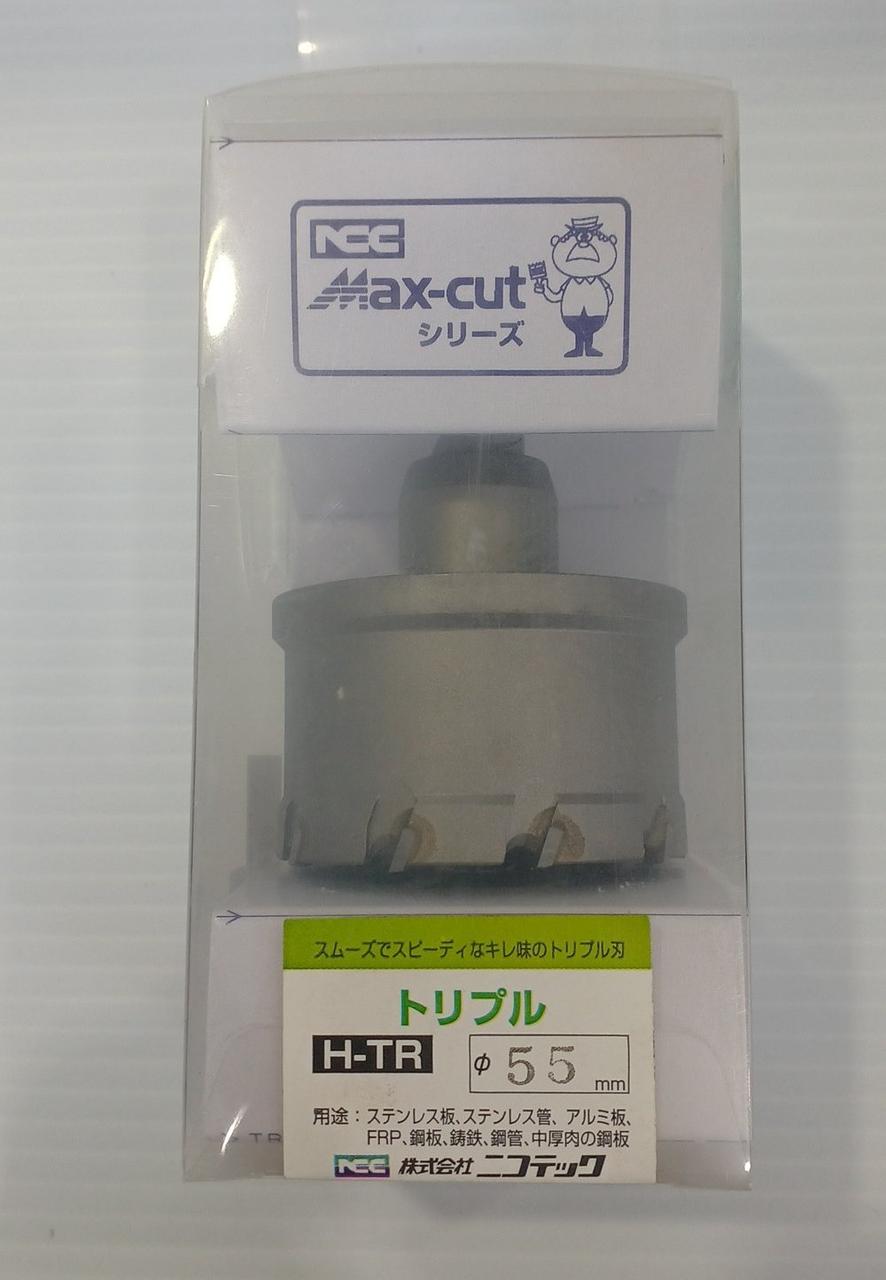 NCC
Max-cut
シリーズ
スムーズでスピーディなキレ味のトリプル刃
トリプル
H-TR
φ 55 mm
用途：ステンレス板、ステンレス管、アルミ板、
FRP、鋼板、鋳鉄、鋼管、中厚肉の鋼板
NCC 株式会社 ニコテック